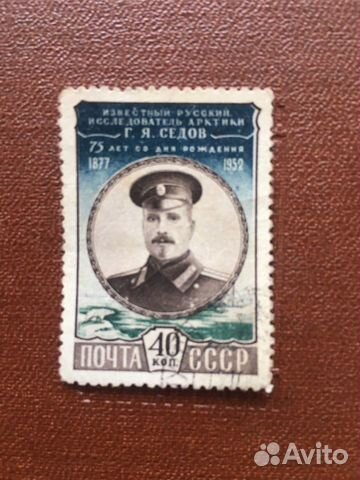 ИЗВЕСТНЫЙ РУССКИЙ
ИССЛЕДОВАТЕЛЬ АРКТИКИ
Г. Я. СЕДОВ
75 ЛЕТ СО ДНЯ РОЖДЕНИЯ
1877 1952
ПОЧТА 40 КОП. СССР
Avito